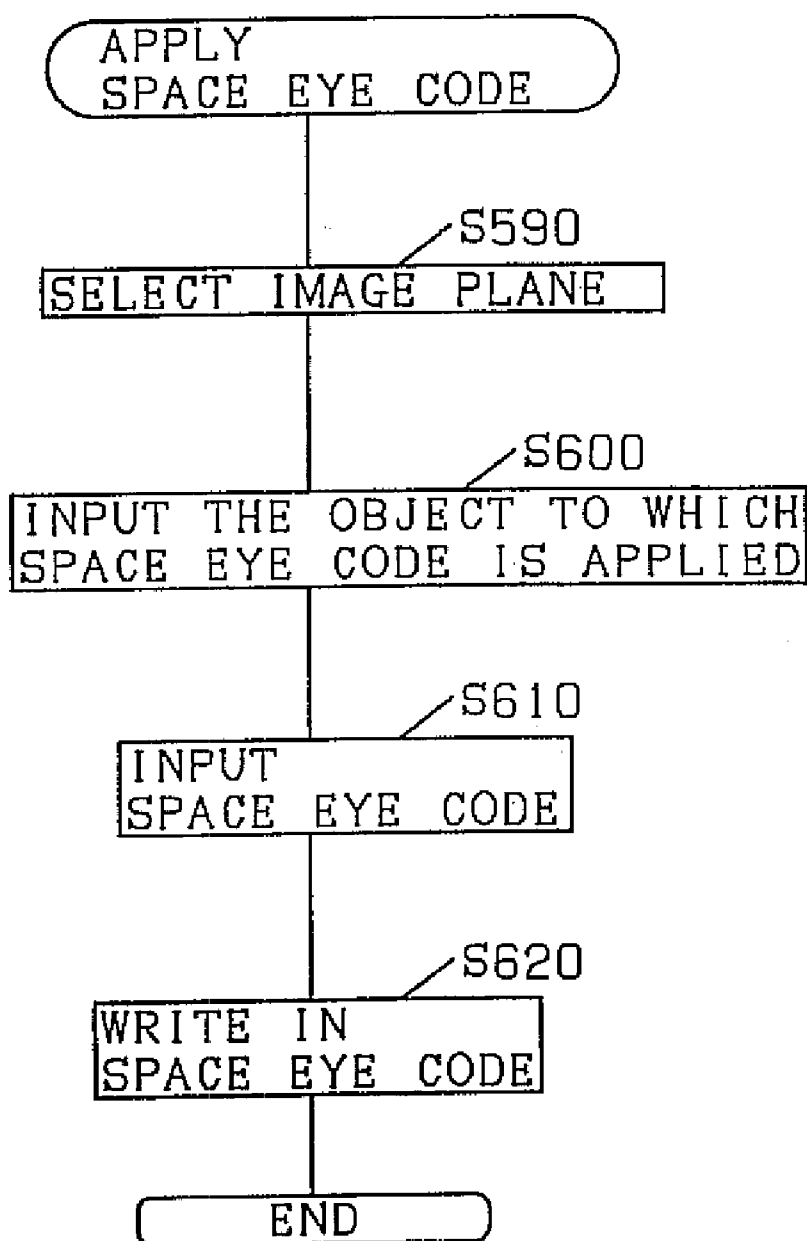 APPLY
SPACE EYE CODE
S590
SELECT IMAGE PLANE
S600
INPUT THE OBJECT TO WHICH
SPACE EYE CODE IS APPLIED
S610
INPUT
SPACE EYE CODE
S620
WRITE IN
SPACE EYE CODE
END